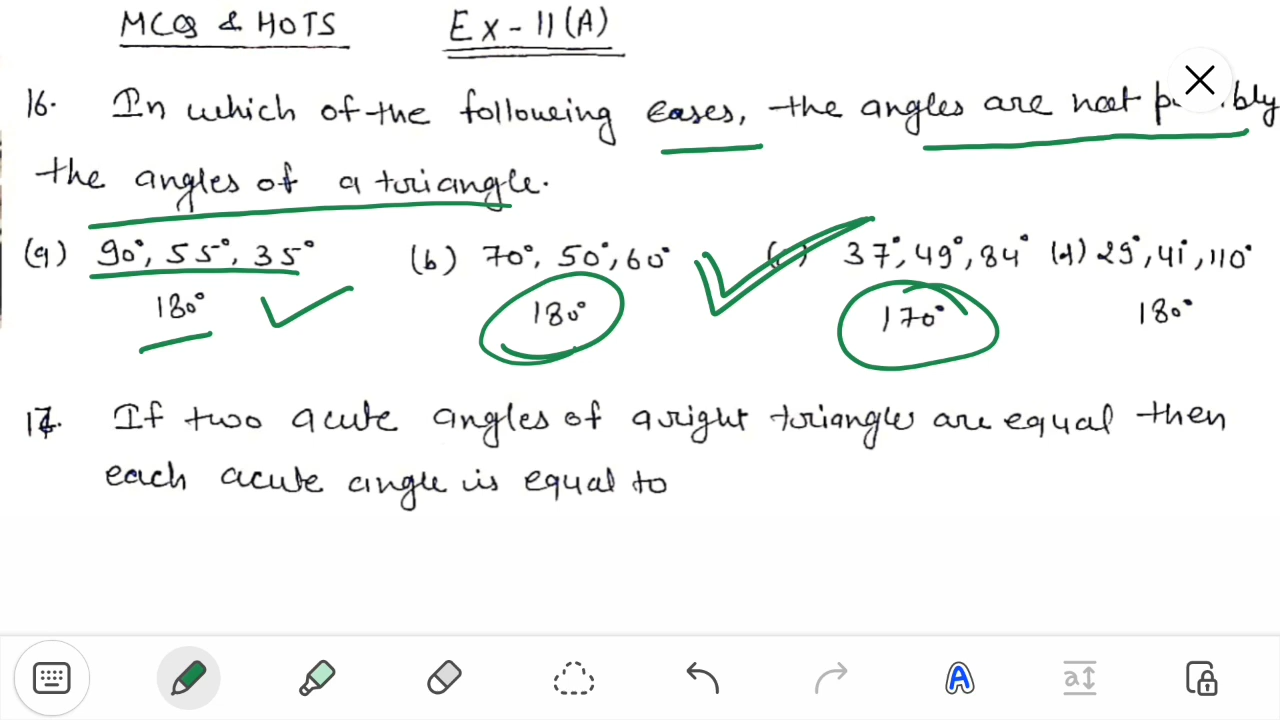 MCQ & HOTS Ex-11(A)
16. In which of the following cases, the angles are not bly
the angles of a triangle.
(a) 90°, 55°, 35° (b) 70°, 50°, 60° (c) 37°, 49°, 84° (d) 29°, 41°, 110°
180° 180° 170° 180°
17. If two acute angles of a right triangle are equal then
each acute angle is equal to
A
a